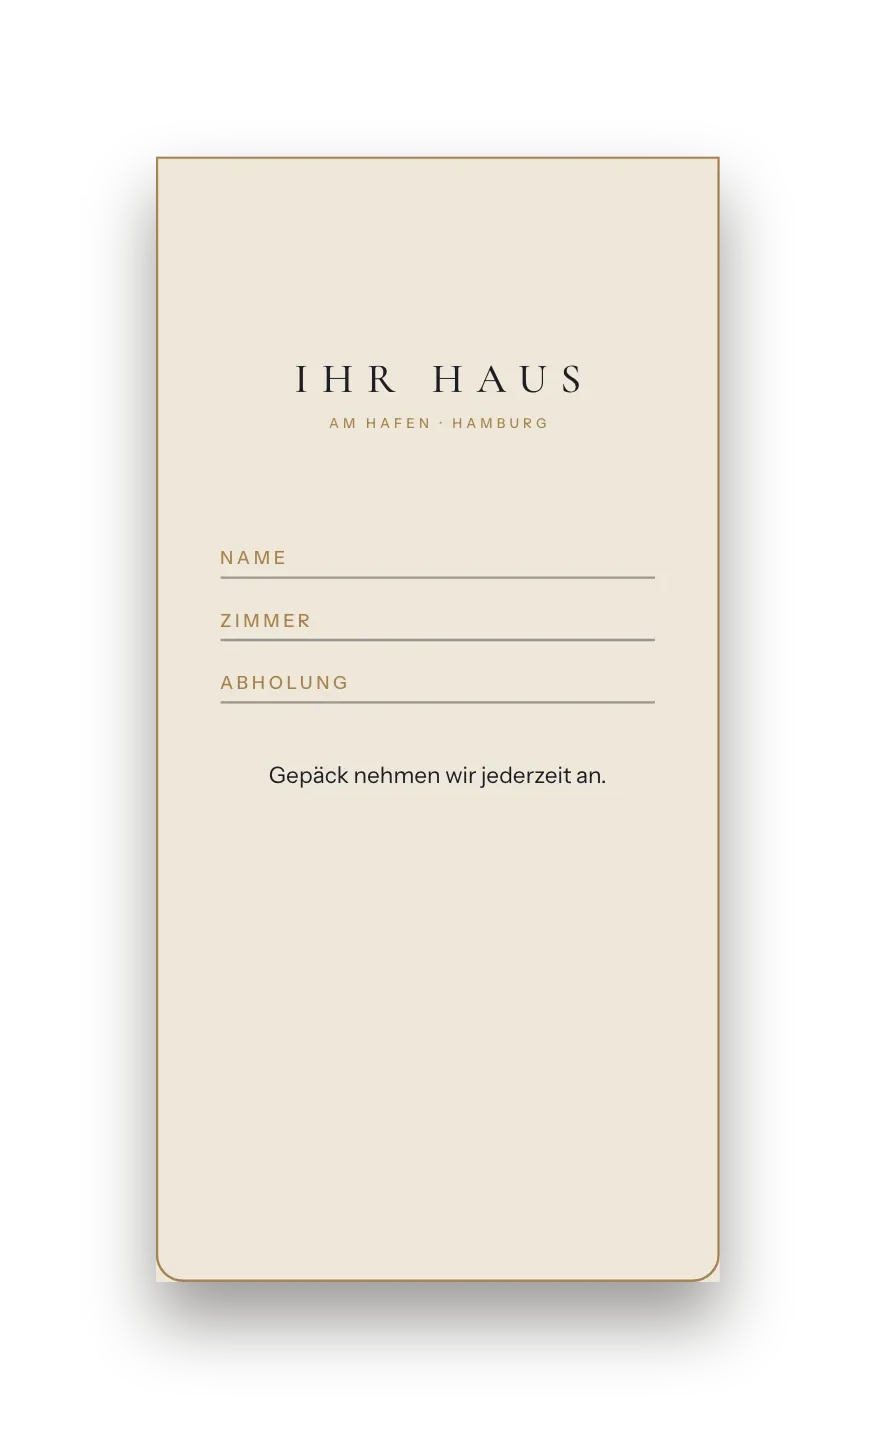 IHR HAUS
AM HAFEN · HAMBURG
NAME
ZIMMER
ABHOLUNG
Gepäck nehmen wir jederzeit an.